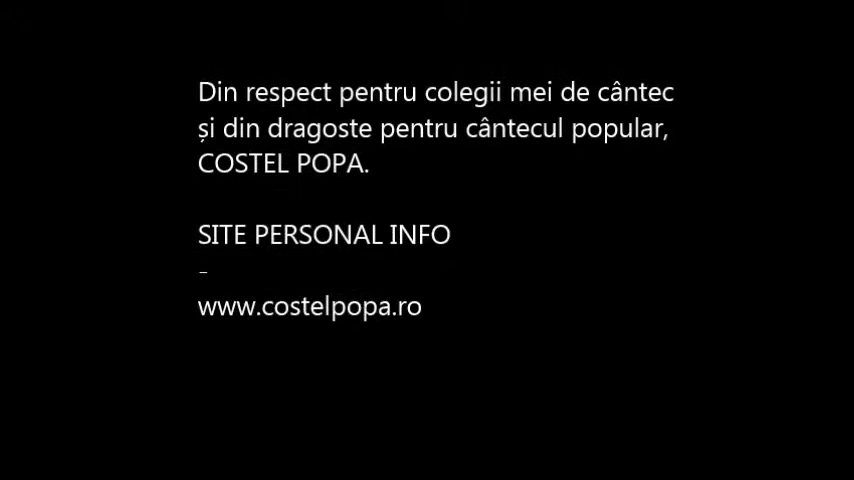 Din respect pentru colegii mei de cântec
și din dragoste pentru cântecul popular,
COSTEL POPA.
SITE PERSONAL INFO
-
www.costelpopa.ro